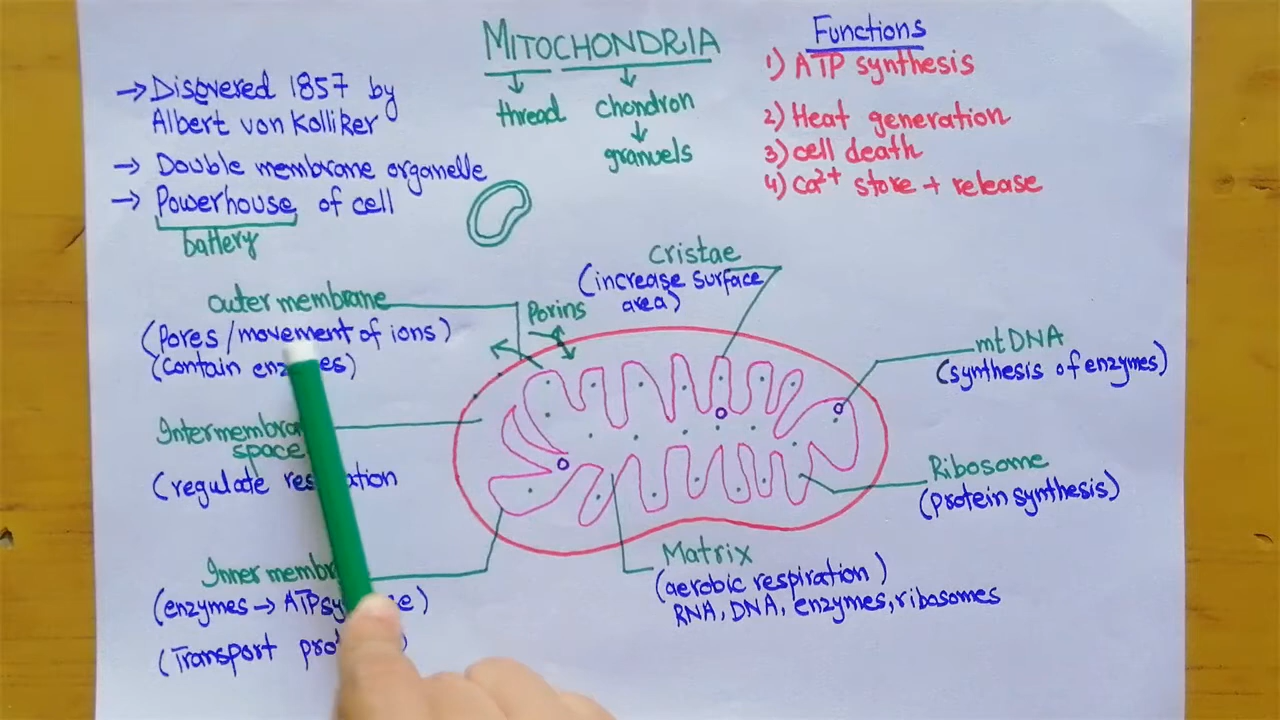 MITOCHONDRIA
thread
chondron
granuels
→ Discovered 1857 by
Albert von Kolliker
→ Double membrane organelle
→ Powerhouse of cell
battery
Functions
1) ATP synthesis
2) Heat generation
3) cell death
4) Ca2+ store + release
outer membrane
(Pores/movement of ions)
(contain
Porins
cristae
(increase surface
area)
mtDNA
(synthesis of enzymes)
space
(regulate
Ribosome
(Protein synthesis)
Inner
(enzymes →
(Transport
Matrix
(aerobic respiration)
RNA, DNA, enzymes, ribosomes